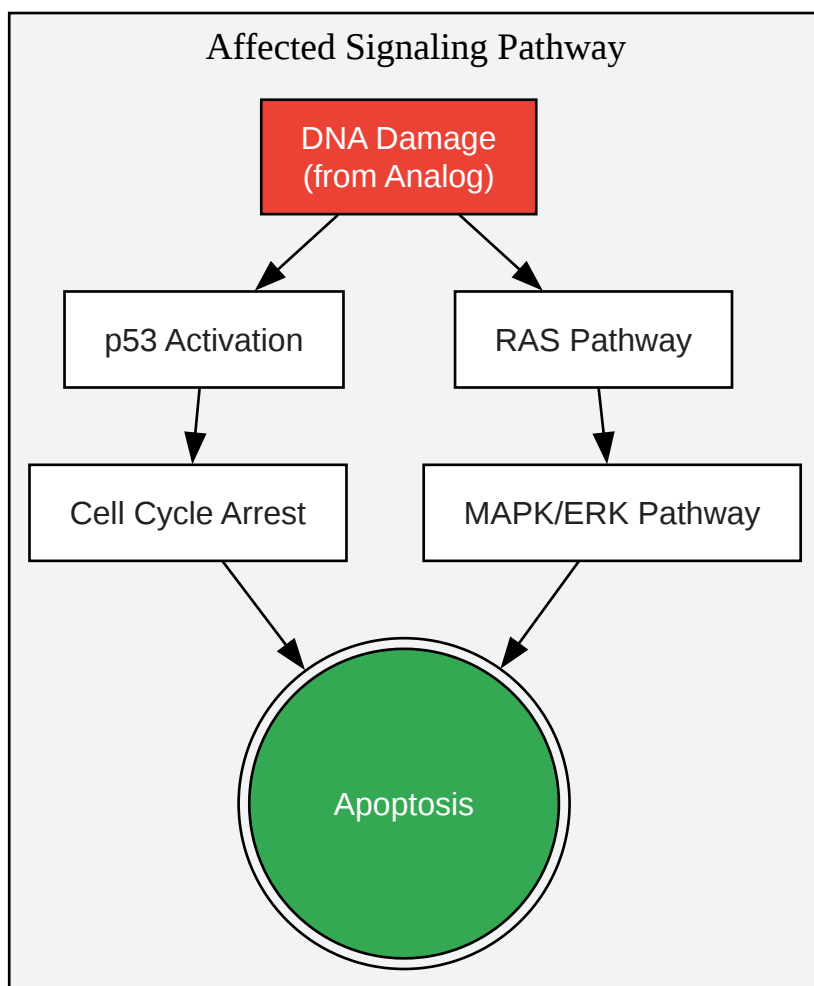 Affected Signaling Pathway
DNA Damage
(from Analog)
p53 Activation
RAS Pathway
Cell Cycle Arrest
MAPK/ERK Pathway
Apoptosis